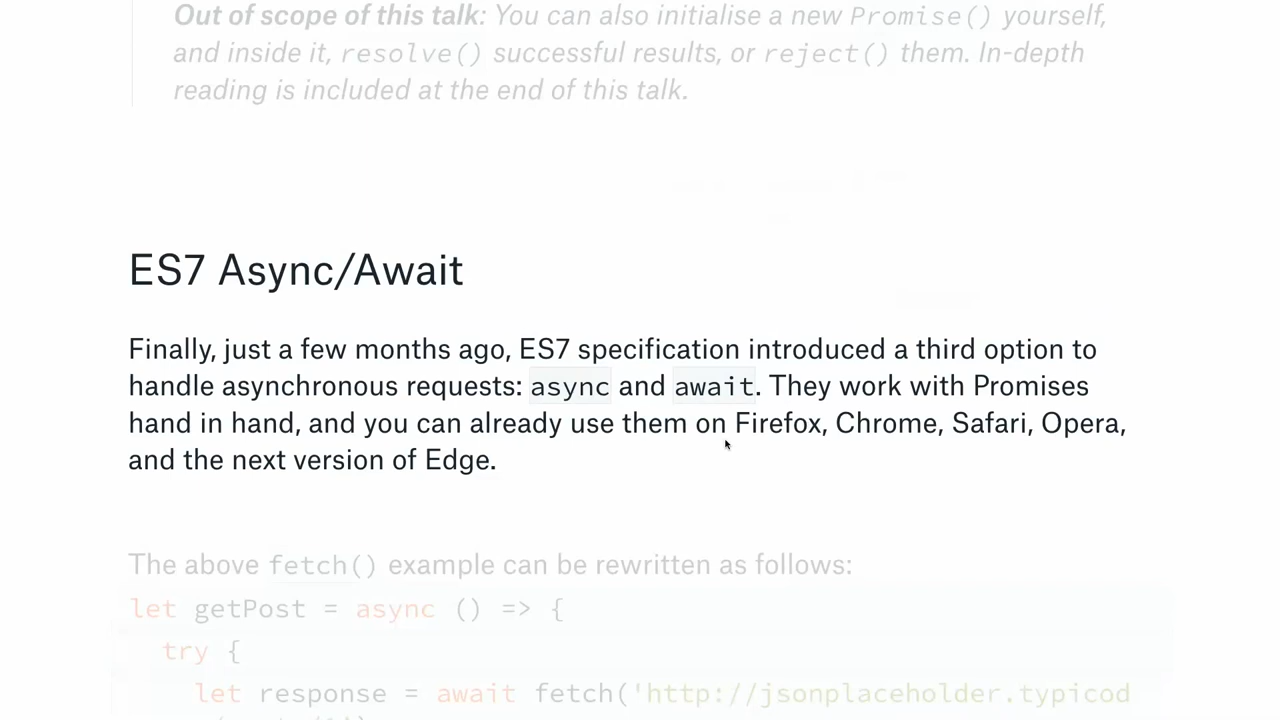 Out of scope of this talk: You can also initialise a new Promise() yourself,
and inside it, resolve() successful results, or reject() them. In-depth
reading is included at the end of this talk.
ES7 Async/Await
Finally, just a few months ago, ES7 specification introduced a third option to
handle asynchronous requests: async and await. They work with Promises
hand in hand, and you can already use them on Firefox, Chrome, Safari, Opera,
and the next version of Edge.
The above fetch() example can be rewritten as follows:
let getPost = async () => {
try {
let response = await fetch('http://jsonplaceholder.typicod